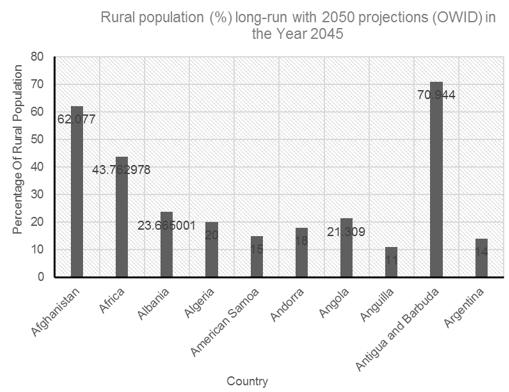 Rural population (%) long-run with 2050 projections (OWID) in
the Year 2045
Percentage Of Rural Population
80
70
60
50
40
30
20
10
0
62.077
43.762978
23.665001
20
15
18
21.309
11
70.944
14
Afghanistan
Africa
Albania
Algeria
American Samoa
Andorra
Angola
Anguilla
Antigua and Barbuda
Argentina
Country